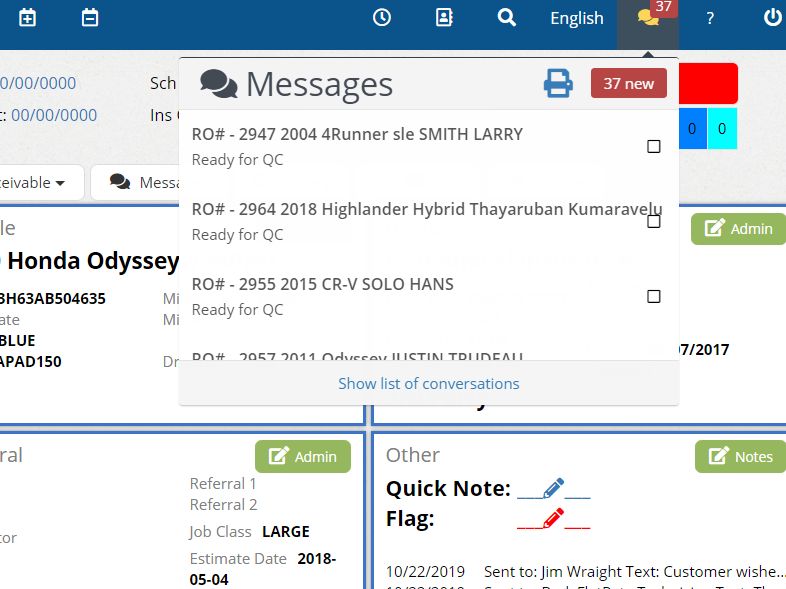 English
37
?
0/00/0000
Sch
t: 00/00/0000
Ins
Messages
37 new
0
0
RO# - 2947 2004 4Runner sle SMITH LARRY
Ready for QC
eivable
Messa
RO# - 2964 2018 Highlander Hybrid Thayaruban Kumaravelu
Ready for QC
le
Admin
Honda Odyssey
RO# - 2955 2015 CR-V SOLO HANS
Ready for QC
3H63AB504635
Mi
ate
Mi
BLUE
APAD150
Dr
07/2017
RO# - 2957 2011 Odyssey JUSTIN TRUDEAU
Show list of conversations
ral
Admin
Other
Notes
Referral 1
Quick Note:
Referral 2
Flag:
Job Class LARGE
tor
Estimate Date 2018-
05-04
10/22/2019 Sent to: Jim Wraight Text: Customer wishe...